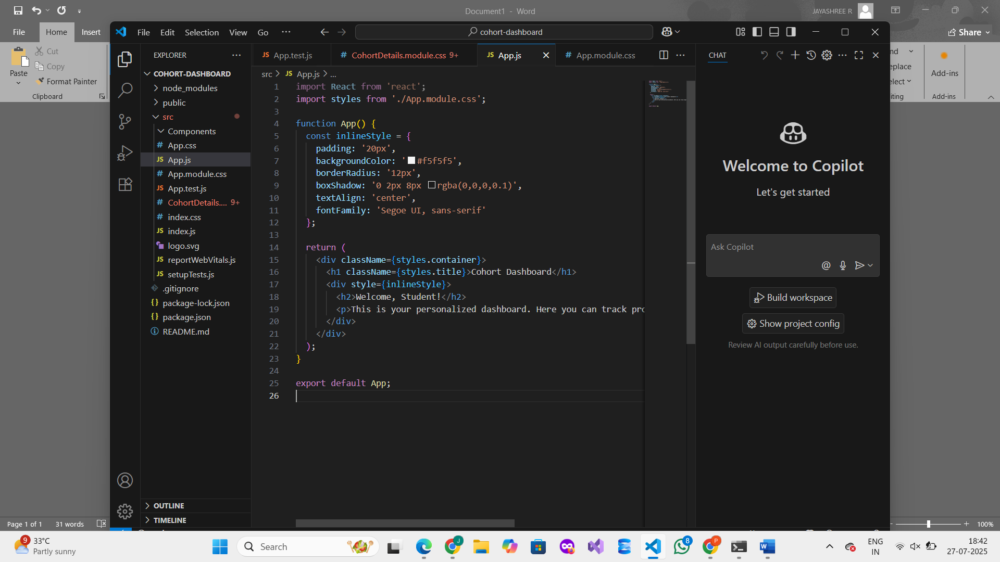 Document1 - Word
JAYASHREE R
File
Home
Insert
Share
Paste
Cut
Copy
Format Painter
Clipboard
nd
eplace
elect
iting
Add-ins
Add-ins
File Edit Selection View Go ...
cohort-dashboard
EXPLORER
COHORT-DASHBOARD
node_modules
public
src
Components
# App.css
JS App.js
# App.module.css
JS App.test.js
# CohortDetails.... 9+
# index.css
JS index.js
logo.svg
JS reportWebVitals.js
JS setupTests.js
.gitignore
{} package-lock.json
{} package.json
README.md
OUTLINE
TIMELINE
JS App.test.js
# CohortDetails.module.css 9+
JS App.js
# App.module.css
src > JS App.js > ...
1 import React from 'react';
2 import styles from './App.module.css';
3
4 function App() {
5 const inlineStyle = {
6 padding: '20px',
7 backgroundColor: '#f5f5f5',
8 borderRadius: '12px',
9 boxShadow: '0 2px 8px rgba(0,0,0,0.1)',
10 textAlign: 'center',
11 fontFamily: 'Segoe UI, sans-serif'
12 };
13
14 return (
15 <div className={styles.container}>
16 <h1 className={styles.title}>Cohort Dashboard</h1>
17 <div style={inlineStyle}>
18 <h2>Welcome, Student!</h2>
19 <p>This is your personalized dashboard. Here you can track pro
20 </div>
21 </div>
22 );
23 }
24
25 export default App;
26
CHAT
Welcome to Copilot
Let's get started
Ask Copilot
@
Build workspace
Show project config
Review AI output carefully before use.
Page 1 of 1
31 words
100%
9
33°C
Partly sunny
Search
J
8
P
ENG
IN
18:42
27-07-2025